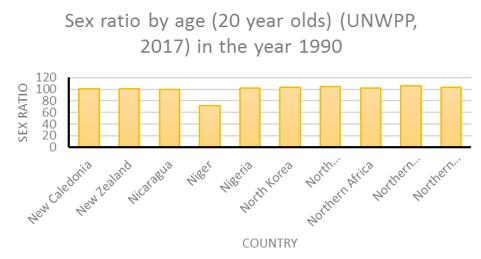 Sex ratio by age (20 year olds) (UNWPP,
2017) in the year 1990
120
100
80
60
40
20
0
SEX RATIO
New Caledonia
New Zealand
Nicaragua
Niger
Nigeria
North Korea
North...
Northern Africa
Northern...
Northern...
COUNTRY